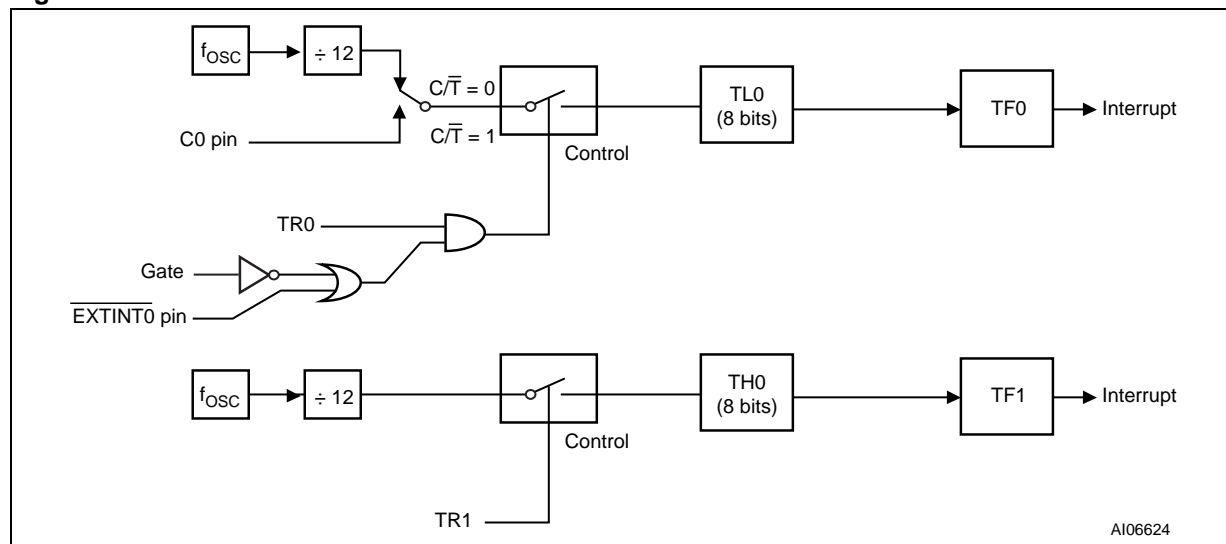 fOSC
÷ 12
C/T̅ = 0
C0 pin
C/T̅ = 1
Control
TL0
(8 bits)
TF0
Interrupt
TR0
Gate
E̅X̅T̅I̅N̅T̅0̅ pin
fOSC
÷ 12
Control
TH0
(8 bits)
TF1
Interrupt
TR1
AI06624